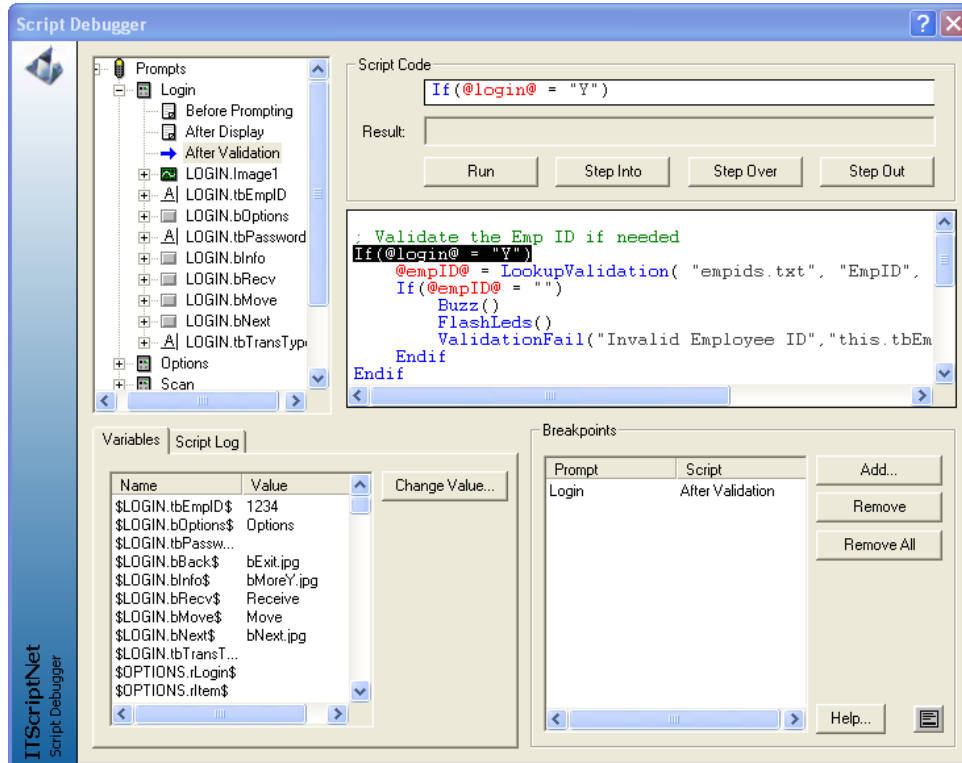 Script Debugger
Prompts
Login
Before Prompting
After Display
After Validation
LOGIN.Image1
LOGIN.tbEmpID
LOGIN.bOptions
LOGIN.tbPassword
LOGIN.bInfo
LOGIN.bRecv
LOGIN.bMove
LOGIN.bNext
LOGIN.tbTransType
Options
Scan
Script Code
If(@login@ = "Y")
Result:
Run
Step Into
Step Over
Step Out
; Validate the Emp ID if needed
If(@login@ = "Y")
@empID@ = LookupValidation( "empids.txt", "EmpID",
If(@empID@ = "")
Buzz()
FlashLeds()
ValidationFail("Invalid Employee ID","this.tbEm
Endif
Endif
Variables
Script Log
Name Value
$LOGIN.tbEmpID$ 1234
$LOGIN.bOptions$ Options
$LOGIN.tbPassw...
$LOGIN.bBack$ bExit.jpg
$LOGIN.bInfo$ bMoreY.jpg
$LOGIN.bRecv$ Receive
$LOGIN.bMove$ Move
$LOGIN.bNext$ bNext.jpg
$LOGIN.tbTransT...
$OPTIONS.rLogin$
$OPTIONS.rItem$
Change Value...
Breakpoints
Prompt Script
Login After Validation
Add...
Remove
Remove All
Help...
ITScriptNet
Script Debugger